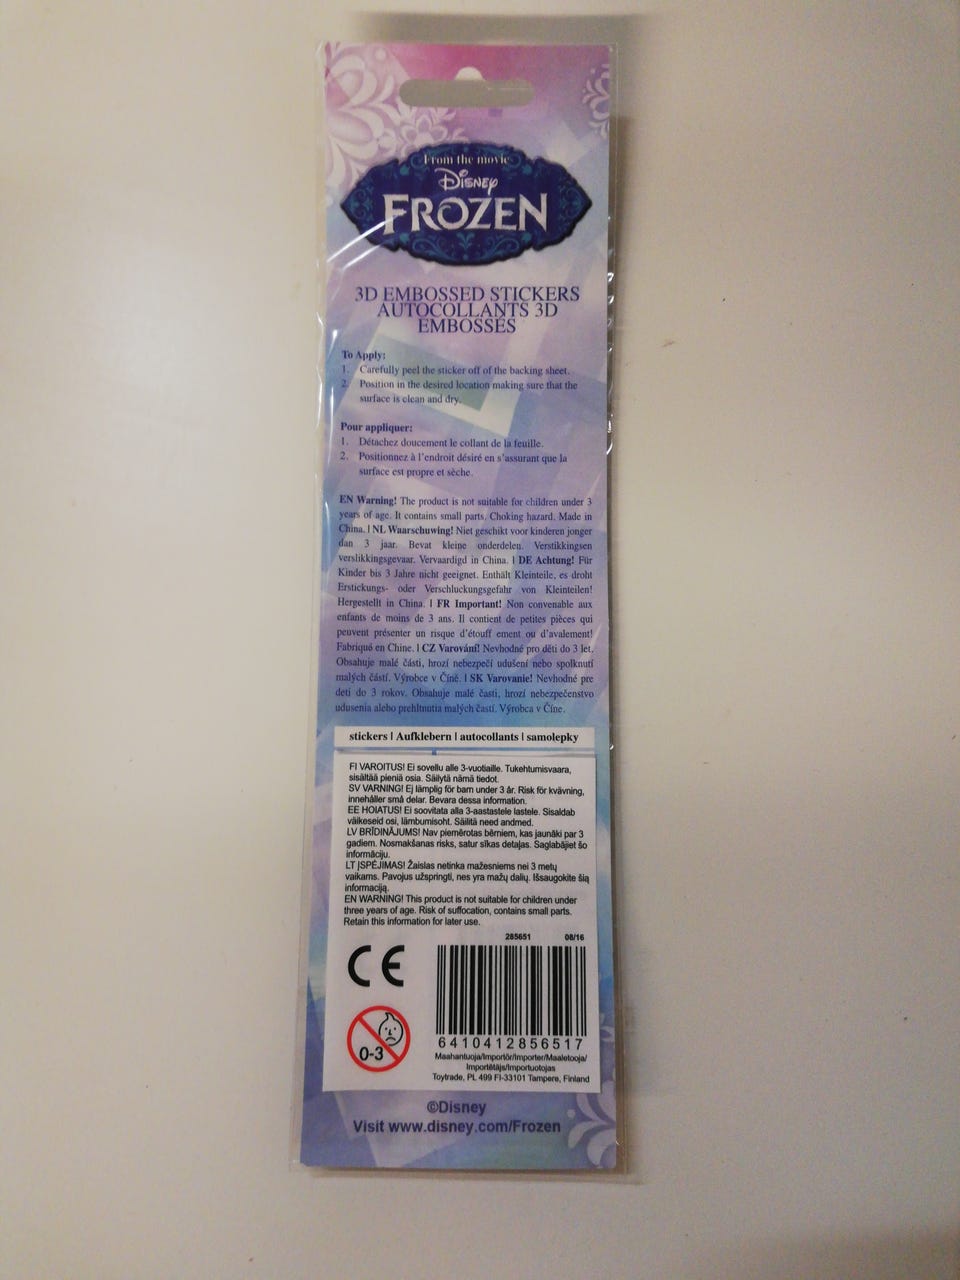 From the movie
Disney
FROZEN
3D EMBOSSED STICKERS
AUTOCOLLANTS 3D
EMBOSSÉS
To Apply:
1. Carefully peel the sticker off of the backing sheet.
2. Position in the desired location making sure that the
surface is clean and dry.
Pour appliquer:
1. Détachez doucement le collant de la feuille.
2. Positionnez à l'endroit désiré en s'assurant que la
surface est propre et sèche.
EN Warning! The product is not suitable for children under 3
years of age. It contains small parts. Choking hazard. Made in
China. | NL Waarschuwing! Niet geschikt voor kinderen jonger
dan 3 jaar. Bevat kleine onderdelen. Verstikkingsen
verslikkingsgevaar. Vervaardigd in China. | DE Achtung! Für
Kinder bis 3 Jahre nicht geeignet. Enthält Kleinteile, es droht
Erstickungs- oder Verschluckungsgefahr von Kleinteilen!
Hergestellt in China. | FR Important! Non convenable aux
enfants de moins de 3 ans. Il contient de petites pièces qui
peuvent présenter un risque d'étouff ement ou d'avalement!
Fabriqué en Chine. | CZ Varování! Nevhodné pro děti do 3 let.
Obsahuje malé části, hrozí nebezpečí udušení nebo spolknutí
malých částí. Výrobce v Číně. | SK Varovanie! Nevhodné pre
deti do 3 rokov. Obsahuje malé časti, hrozí nebezpečenstvo
udusenia alebo prehltnutia malých častí. Výrobca v Číne.
stickers | Aufklebern | autocollants | samolepky
FI VAROITUS! Ei sovellu alle 3-vuotiaille. Tukehtumisvaara,
sisältää pieniä osia. Säilytä nämä tiedot.
SV VARNING! Ej lämplig för barn under 3 år. Risk för kvävning,
innehåller små delar. Bevara dessa information.
EE HOIATUS! Ei soovitata alla 3-aastastele lastele. Sisaldab
väikeseid osi, lämbumisoht. Säilitä need andmed.
LV BRĪDINĀJUMS! Nav piemērotas bērniem, kas jaunāki par 3
gadiem. Nosmakšanas risks, satur sīkas detaļas. Saglabājiet šo
informāciju.
LT ĮSPĖJIMAS! Žaislas netinka mažesniems nei 3 metų
vaikams. Pavojus užspringti, nes yra mažų dalių. Išsaugokite šią
informaciją.
EN WARNING! This product is not suitable for children under
three years of age. Risk of suffocation, contains small parts.
Retain this information for later use.
285651 08/16
CE
0-3
6410412856517
Maahantuoja/Importör/Importer/Maaletooja/
Importētājs/Importuotojas
Toytrade, PL 499 FI-33101 Tampere, Finland
©Disney
Visit www.disney.com/Frozen